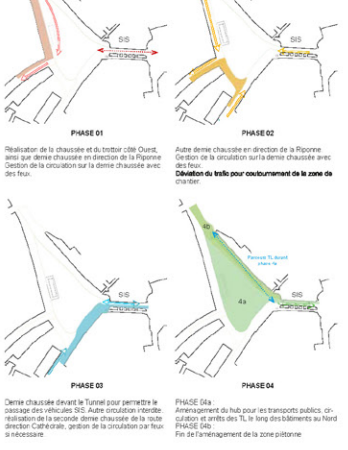 SIS
SIS
PHASE 01
Réalisation de la chaussée et du trottoir côté Ouest,
ainsi que demie chaussée en direction de la Riponne
Gestion de la circulation sur la demie chaussée avec
des feux.
PHASE 02
Autre demie chaussée en direction de la Riponne
Gestion de la circulation sur la demie chaussée avec
des feux.
Déviation du trafic pour contournement de la zone de
chantier.
SIS
PHASE 03
Demie chaussée devant le Tunnel pour permettre le
passage des véhicules SIS. Autre circulation interdite.
réalisation de la seconde demie chaussée de la route
direction Cathédrale, gestion de la circulation par feux
si nécessaire.
4b
TL
4a
SIS
PHASE 04
PHASE 04a :
Aménagement du hub pour les transports publics, cir-
culation et arrêts des TL le long des bâtiments au Nord
PHASE 04b :
Fin de l'aménagement de la zone piétonne